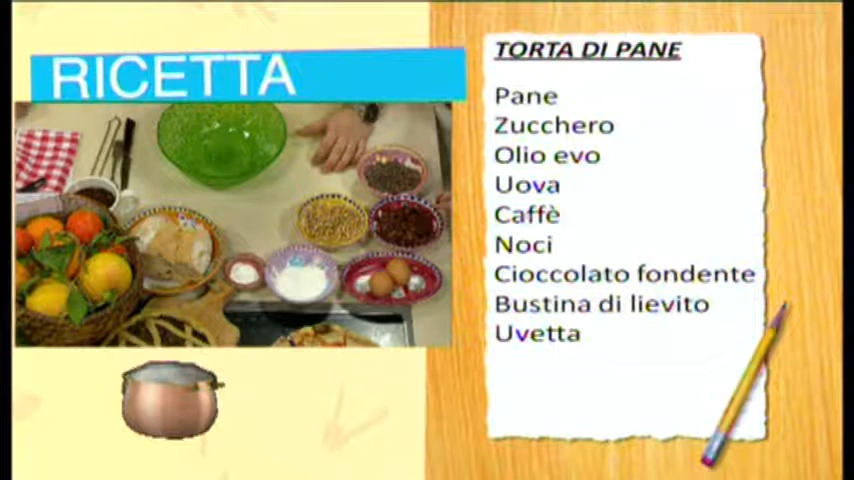 RICETTA
TORTA DI PANE
Pane
Zucchero
Olio evo
Uova
Caffè
Noci
Cioccolato fondente
Bustina di lievito
Uvetta